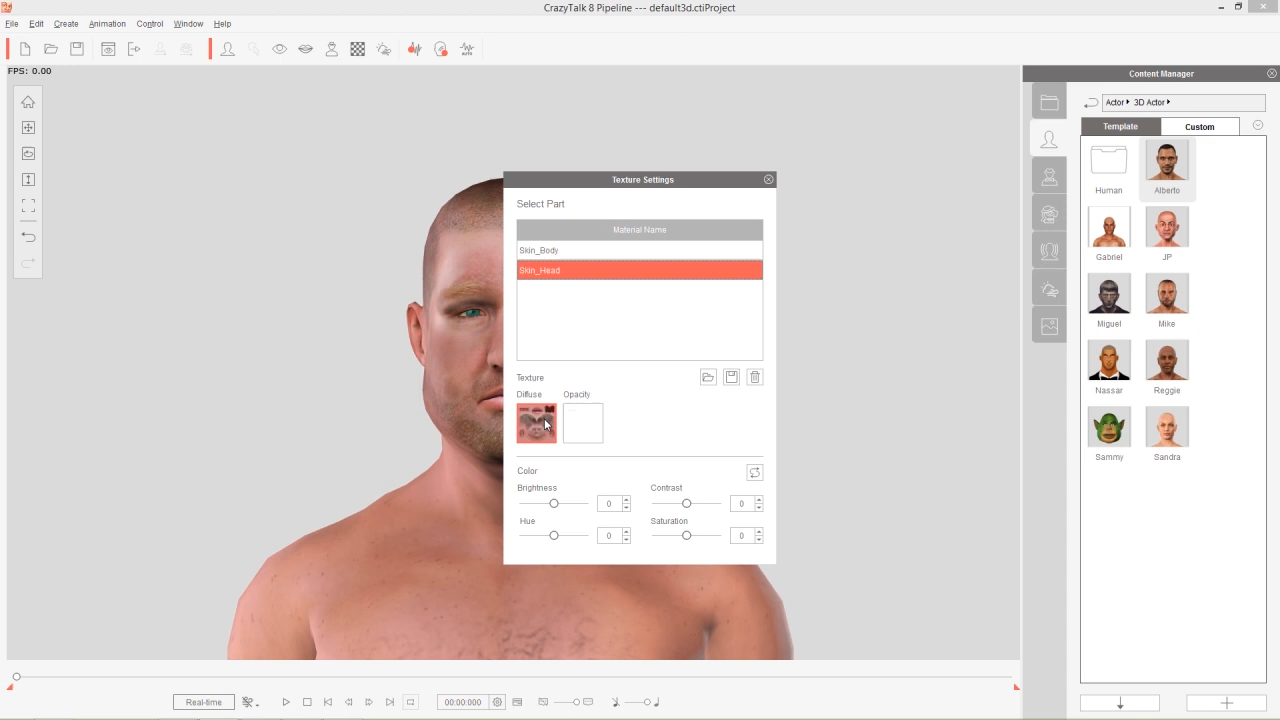 CrazyTalk 8 Pipeline --- default3d.ctiProject
File Edit Create Animation Control Window Help
FPS: 0.00
Content Manager
Actor 3D Actor
Template Custom
Human Alberto
Gabriel JP
Miguel Mike
Nassar Reggie
Sammy Sandra
Texture Settings
Select Part
Material Name
Skin_Body
Skin_Head
Texture
Diffuse Opacity
Color
Brightness Contrast
0 0
Hue Saturation
0 0
Real-time 00:00:000